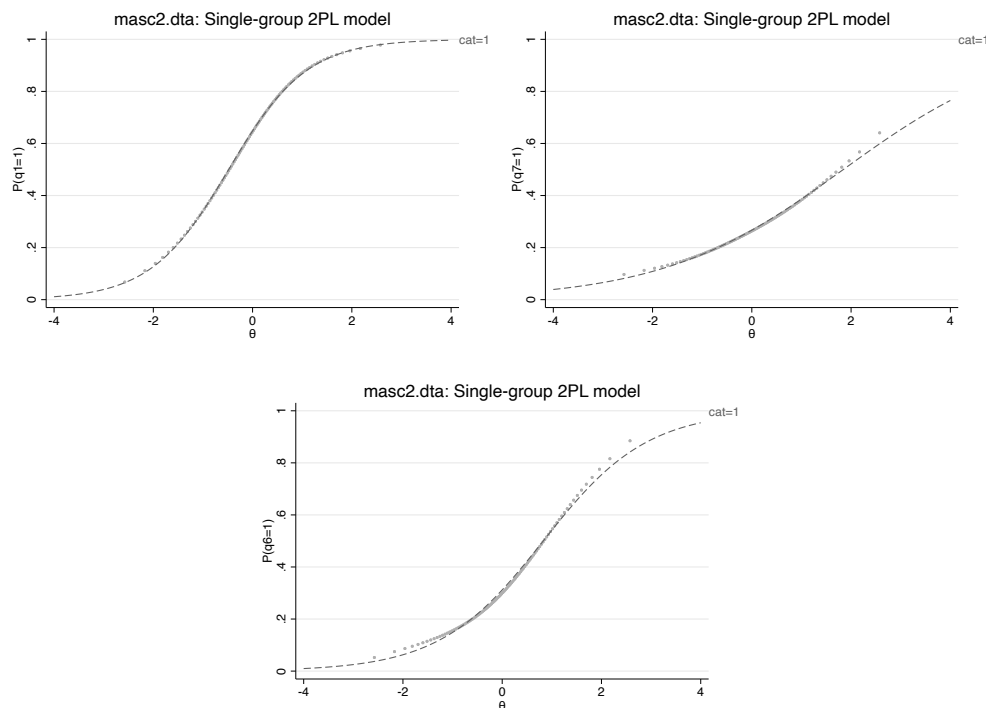 masc2.dta: Single-group 2PL model
cat=1
P(q1=1)
0
.2
.4
.6
.8
1
-4
-2
0
2
4
θ
masc2.dta: Single-group 2PL model
cat=1
P(q7=1)
0
.2
.4
.6
.8
1
-4
-2
0
2
4
θ
masc2.dta: Single-group 2PL model
cat=1
P(q6=1)
0
.2
.4
.6
.8
1
-4
-2
0
2
4
θ